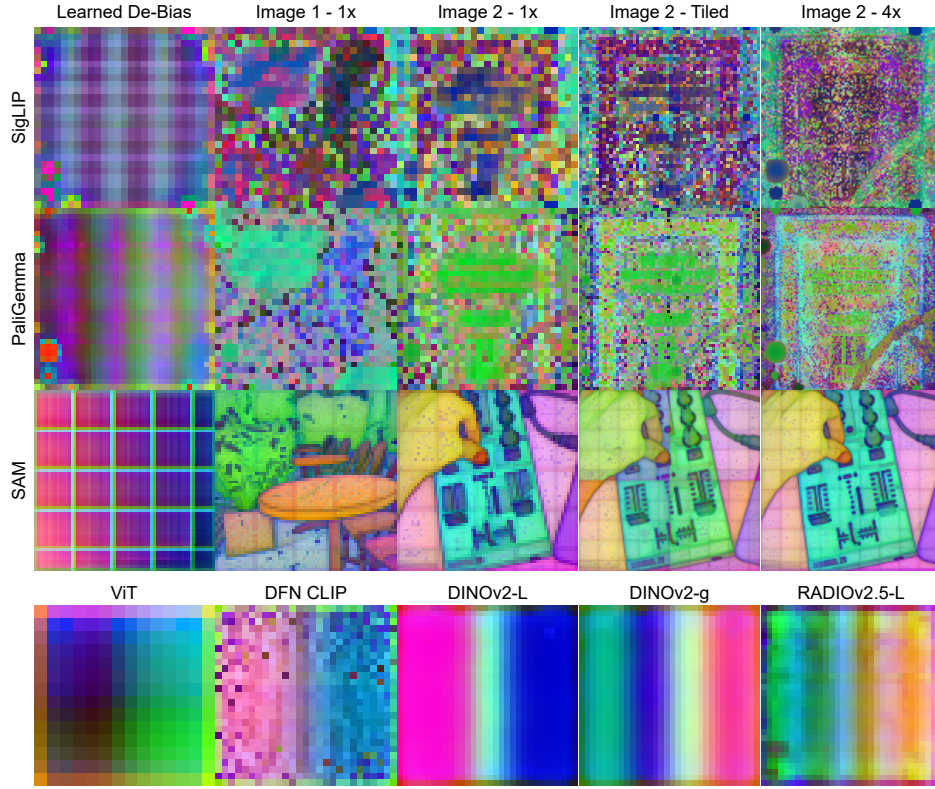 Learned De-Bias Image 1 - 1x Image 2 - 1x Image 2 - Tiled Image 2 - 4x
SigLIP
PaliGemma
SAM
ViT DFN CLIP DINOv2-L DINOv2-g RADIOv2.5-L